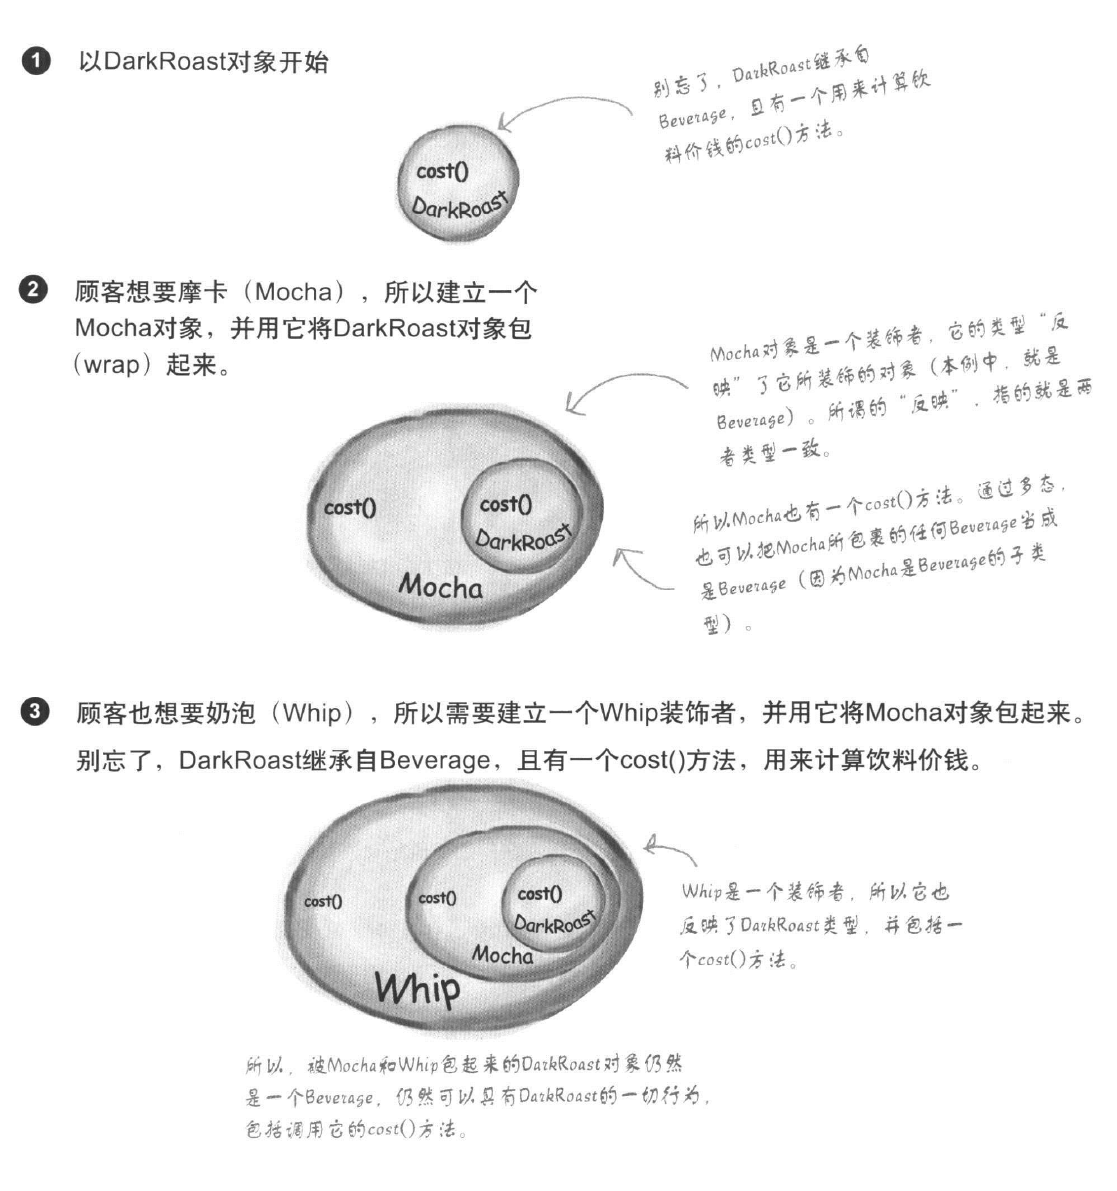 1 以DarkRoast对象开始
别忘了，DarkRoast继承自
Beverage，且有一个用来计算饮
料价钱的cost()方法。
cost()
DarkRoast
2 顾客想要摩卡（Mocha），所以建立一个
Mocha对象，并用它将DarkRoast对象包
（wrap）起来。
Mocha对象是一个装饰者，它的类型“反
映”了它所装饰的对象（本例中，就是
Beverage）。所谓的“反映”，指的就是两
者类型一致。
cost()
cost()
DarkRoast
Mocha
所以Mocha也有一个cost()方法。通过多态，
也可以把Mocha所包裹的任何Beverage当成
是Beverage（因为Mocha是Beverage的子类
型）。
3 顾客也想要奶泡（Whip），所以需要建立一个Whip装饰者，并用它将Mocha对象包起来。
别忘了，DarkRoast继承自Beverage，且有一个cost()方法，用来计算饮料价钱。
cost()
cost()
cost()
DarkRoast
Mocha
Whip
Whip是一个装饰者，所以它也
反映了DarkRoast类型，并包括一
个cost()方法。
所以，被Mocha和Whip包起来的DarkRoast对象仍然
是一个Beverage，仍然可以具有DarkRoast的一切行为，
包括调用它的cost()方法。